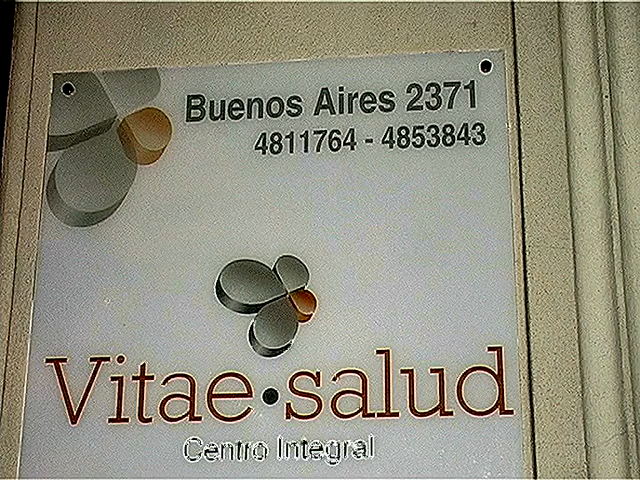 Buenos Aires 2371
4811764 - 4853843
Vitae·salud
Centro Integral